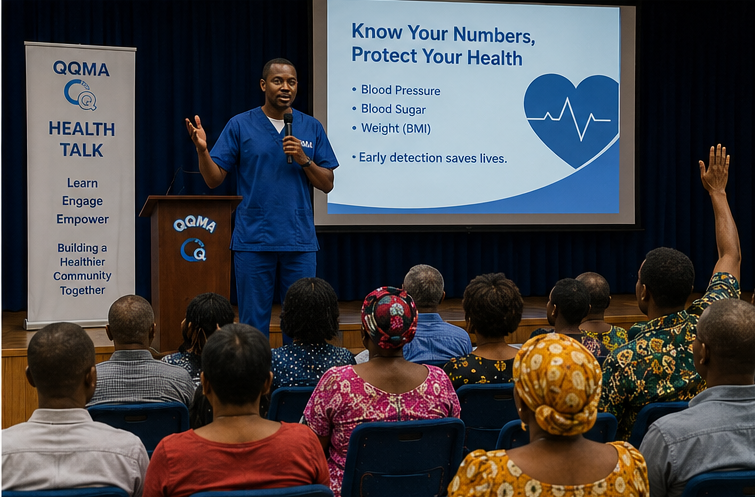 QQMA
HEALTH
TALK
Learn
Engage
Empower
Building a
Healthier
Community
Together
QQMA
Know Your Numbers,
Protect Your Health
• Blood Pressure
• Blood Sugar
• Weight (BMI)
• Early detection saves lives.